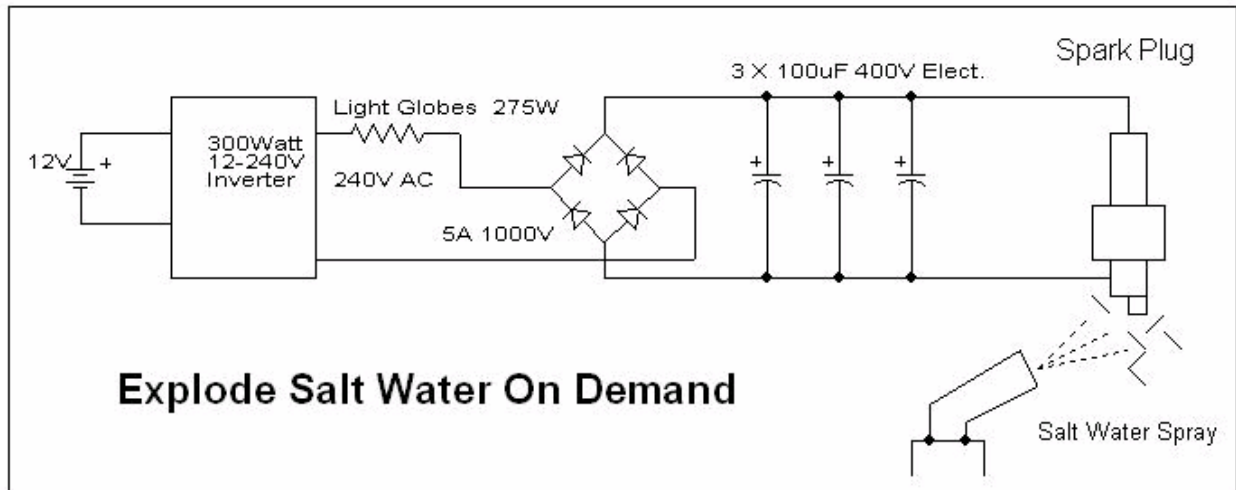 Spark Plug
3 X 100uF 400V Elect.
Light Globes 275W
12V
+
300Watt
12-240V
Inverter
240V AC
+
+
+
5A 1000V
Explode Salt Water On Demand
Salt Water Spray